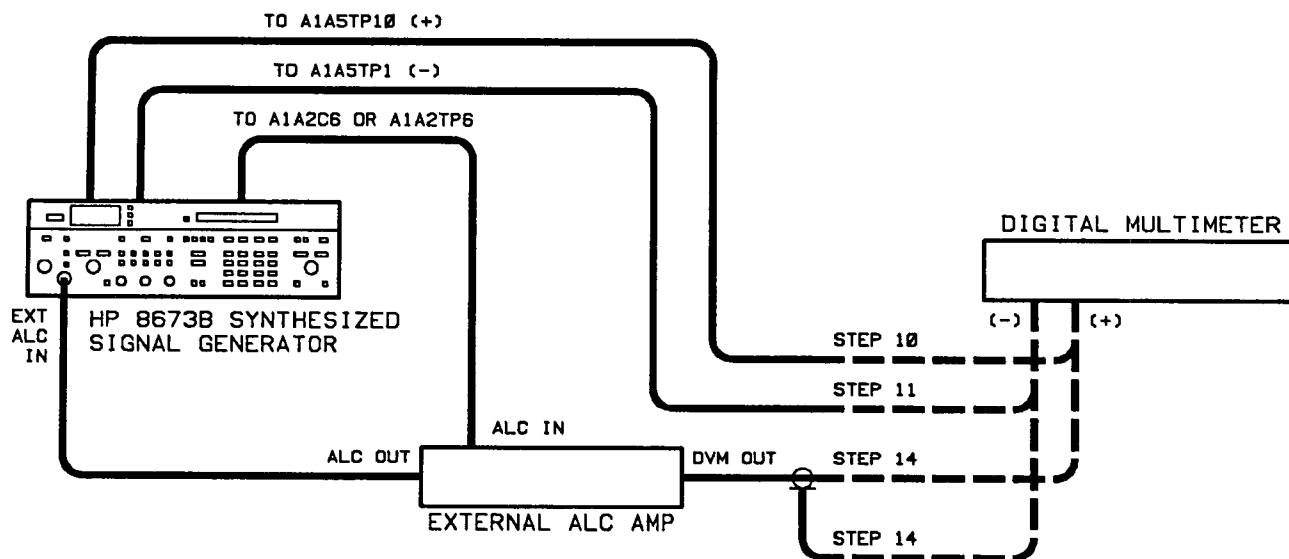 TO A1A5TP10 (+)
TO A1A5TP1 (-)
TO A1A2C6 OR A1A2TP6
DIGITAL MULTIMETER
(-)
(+)
EXT
ALC
IN
HP 8673B SYNTHESIZED
SIGNAL GENERATOR
STEP 10
STEP 11
ALC IN
ALC OUT
DVM OUT
STEP 14
EXTERNAL ALC AMP
STEP 14